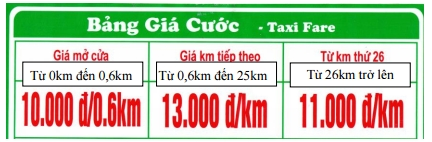 Bảng Giá Cước - Taxi Fare
Giá mở cửa
Từ 0km đến 0,6km
10.000 đ/0.6km
Giá km tiếp theo
Từ 0,6km đến 25km
13.000 đ/km
Từ km thứ 26
Từ 26km trở lên
11.000 đ/km